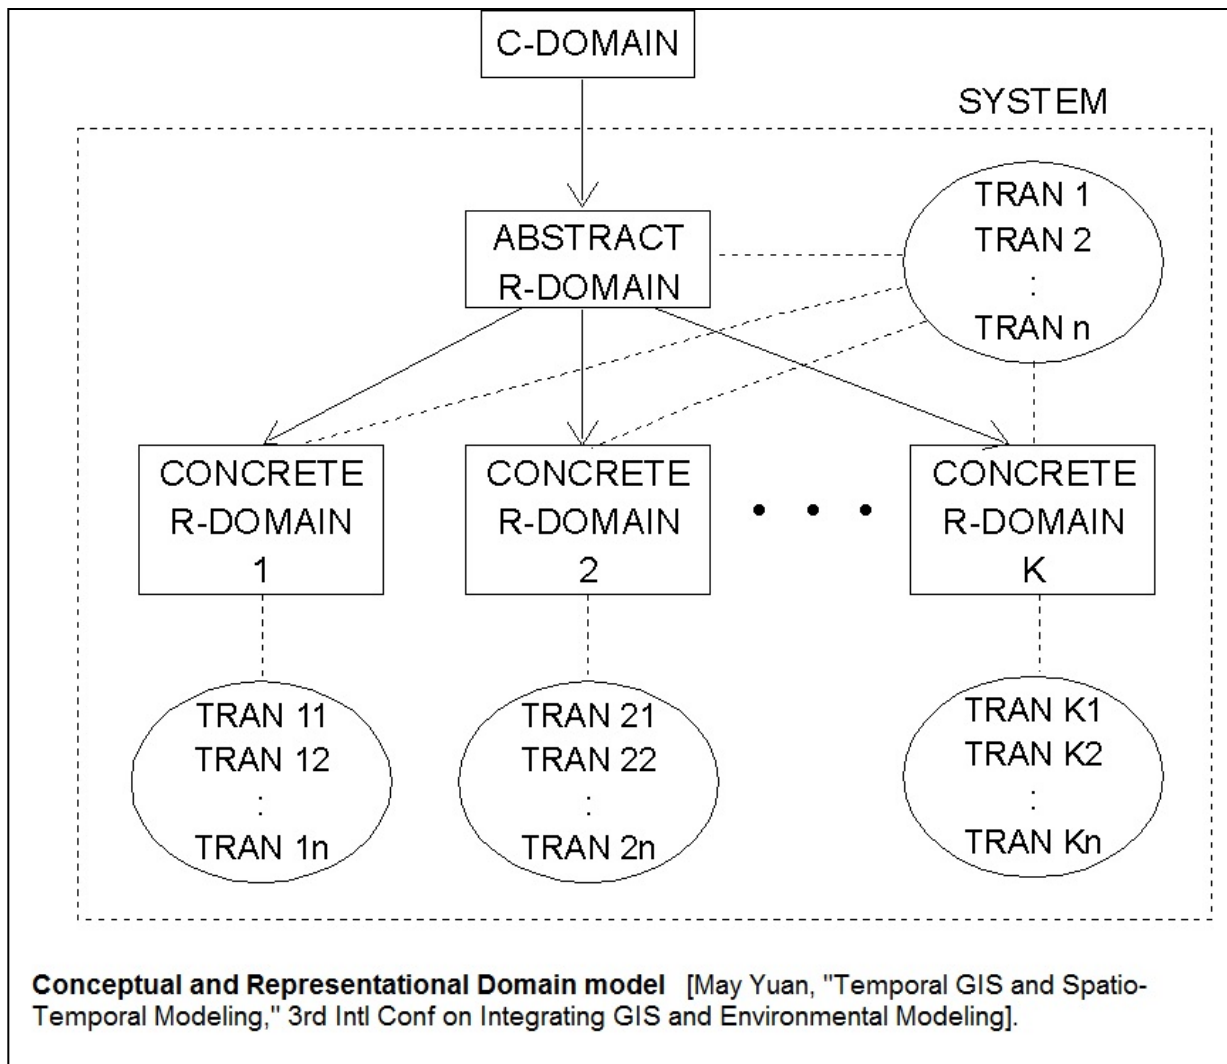 C-DOMAIN
SYSTEM
ABSTRACT
R-DOMAIN
TRAN 1
TRAN 2
:
TRAN n
CONCRETE
R-DOMAIN
1
CONCRETE
R-DOMAIN
2
• • •
CONCRETE
R-DOMAIN
K
TRAN 11
TRAN 12
:
TRAN 1n
TRAN 21
TRAN 22
:
TRAN 2n
TRAN K1
TRAN K2
:
TRAN Kn
Conceptual and Representational Domain model [May Yuan, "Temporal GIS and Spatio-
Temporal Modeling," 3rd Intl Conf on Integrating GIS and Environmental Modeling].